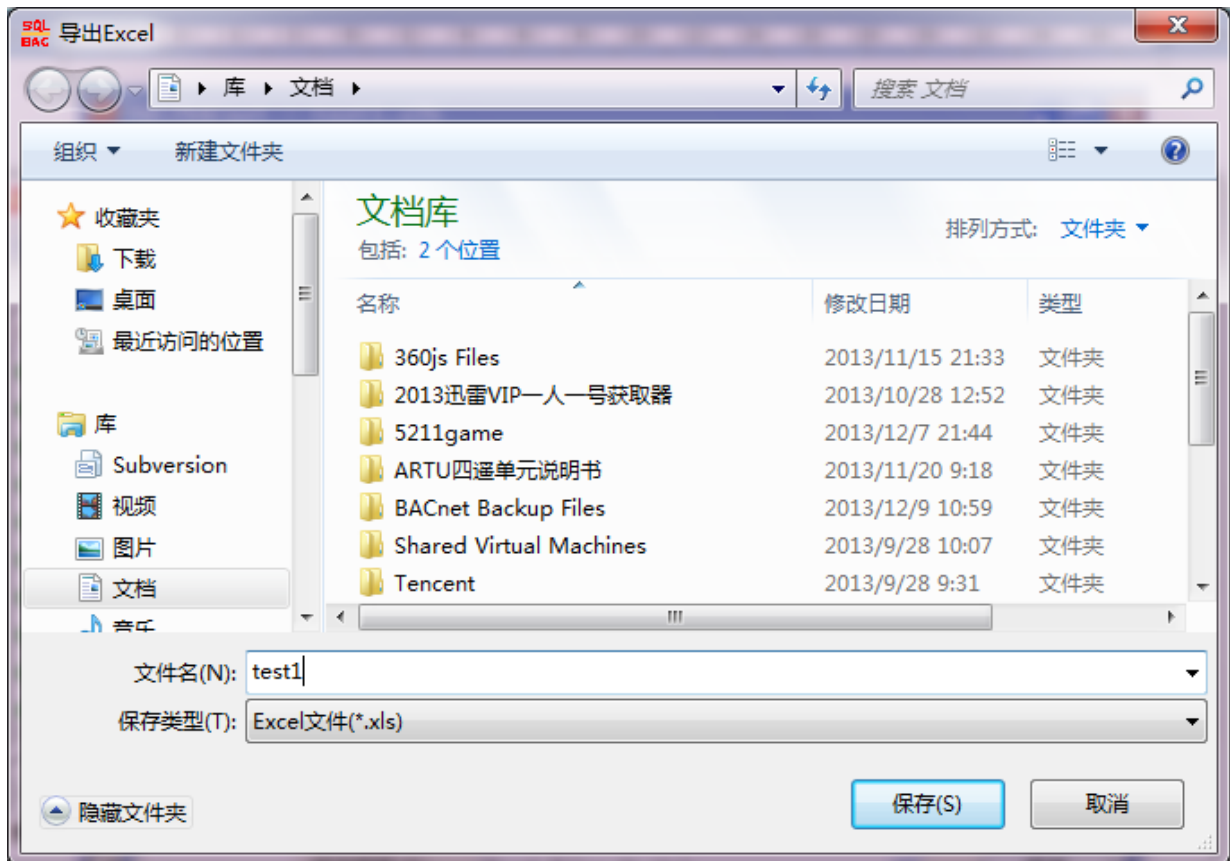 SQL
BAC 导出Excel
库 文档
搜索 文档
组织 新建文件夹
收藏夹
下载
桌面
最近访问的位置
库
Subversion
视频
图片
文档
音乐
文档库
包括: 2 个位置
排列方式: 文件夹
名称 修改日期 类型
360js Files 2013/11/15 21:33 文件夹
2013迅雷VIP一人一号获取器 2013/10/28 12:52 文件夹
5211game 2013/12/7 21:44 文件夹
ARTU四遥单元说明书 2013/11/20 9:18 文件夹
BACnet Backup Files 2013/12/9 10:59 文件夹
Shared Virtual Machines 2013/9/28 10:07 文件夹
Tencent 2013/9/28 9:31 文件夹
文件名(N): test1
保存类型(T): Excel文件(*.xls)
隐藏文件夹 保存(S) 取消